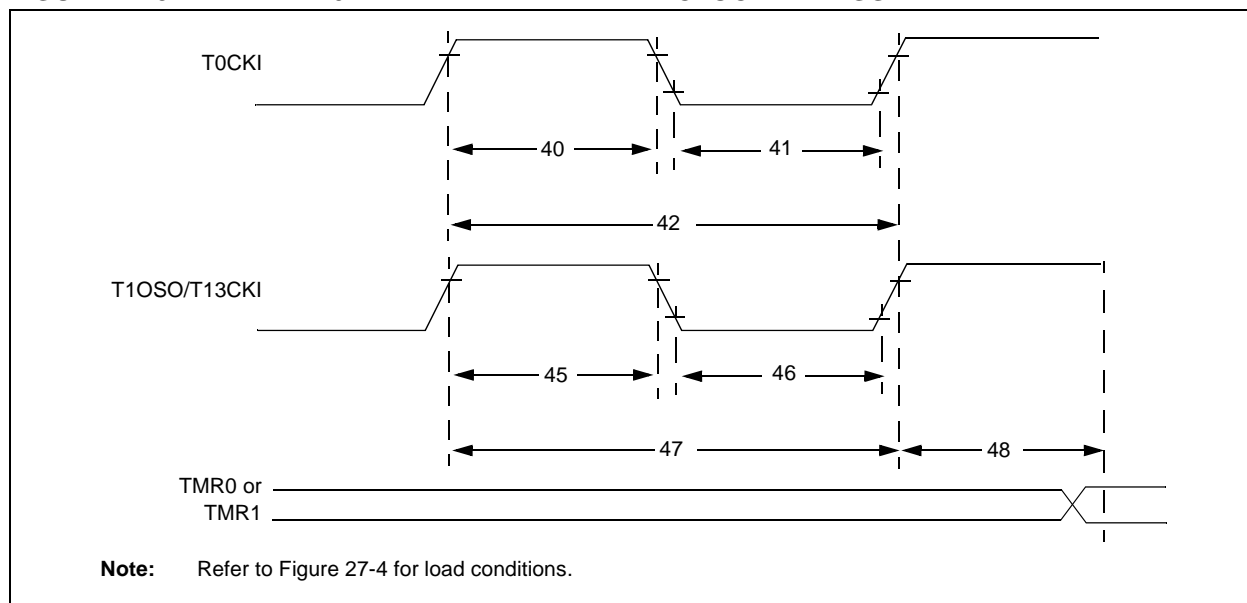 T0CKI
40
41
42
T1OSO/T13CKI
45
46
47
48
TMR0 or
TMR1
Note: Refer to Figure 27-4 for load conditions.